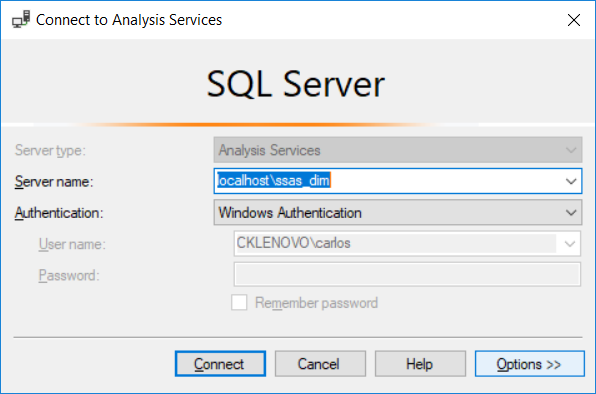 Connect to Analysis Services
SQL Server
Server type: Analysis Services
Server name: localhost\ssas_dim
Authentication: Windows Authentication
User name: CKLENOVO\carlos
Password:
Remember password
Connect Cancel Help Options >>